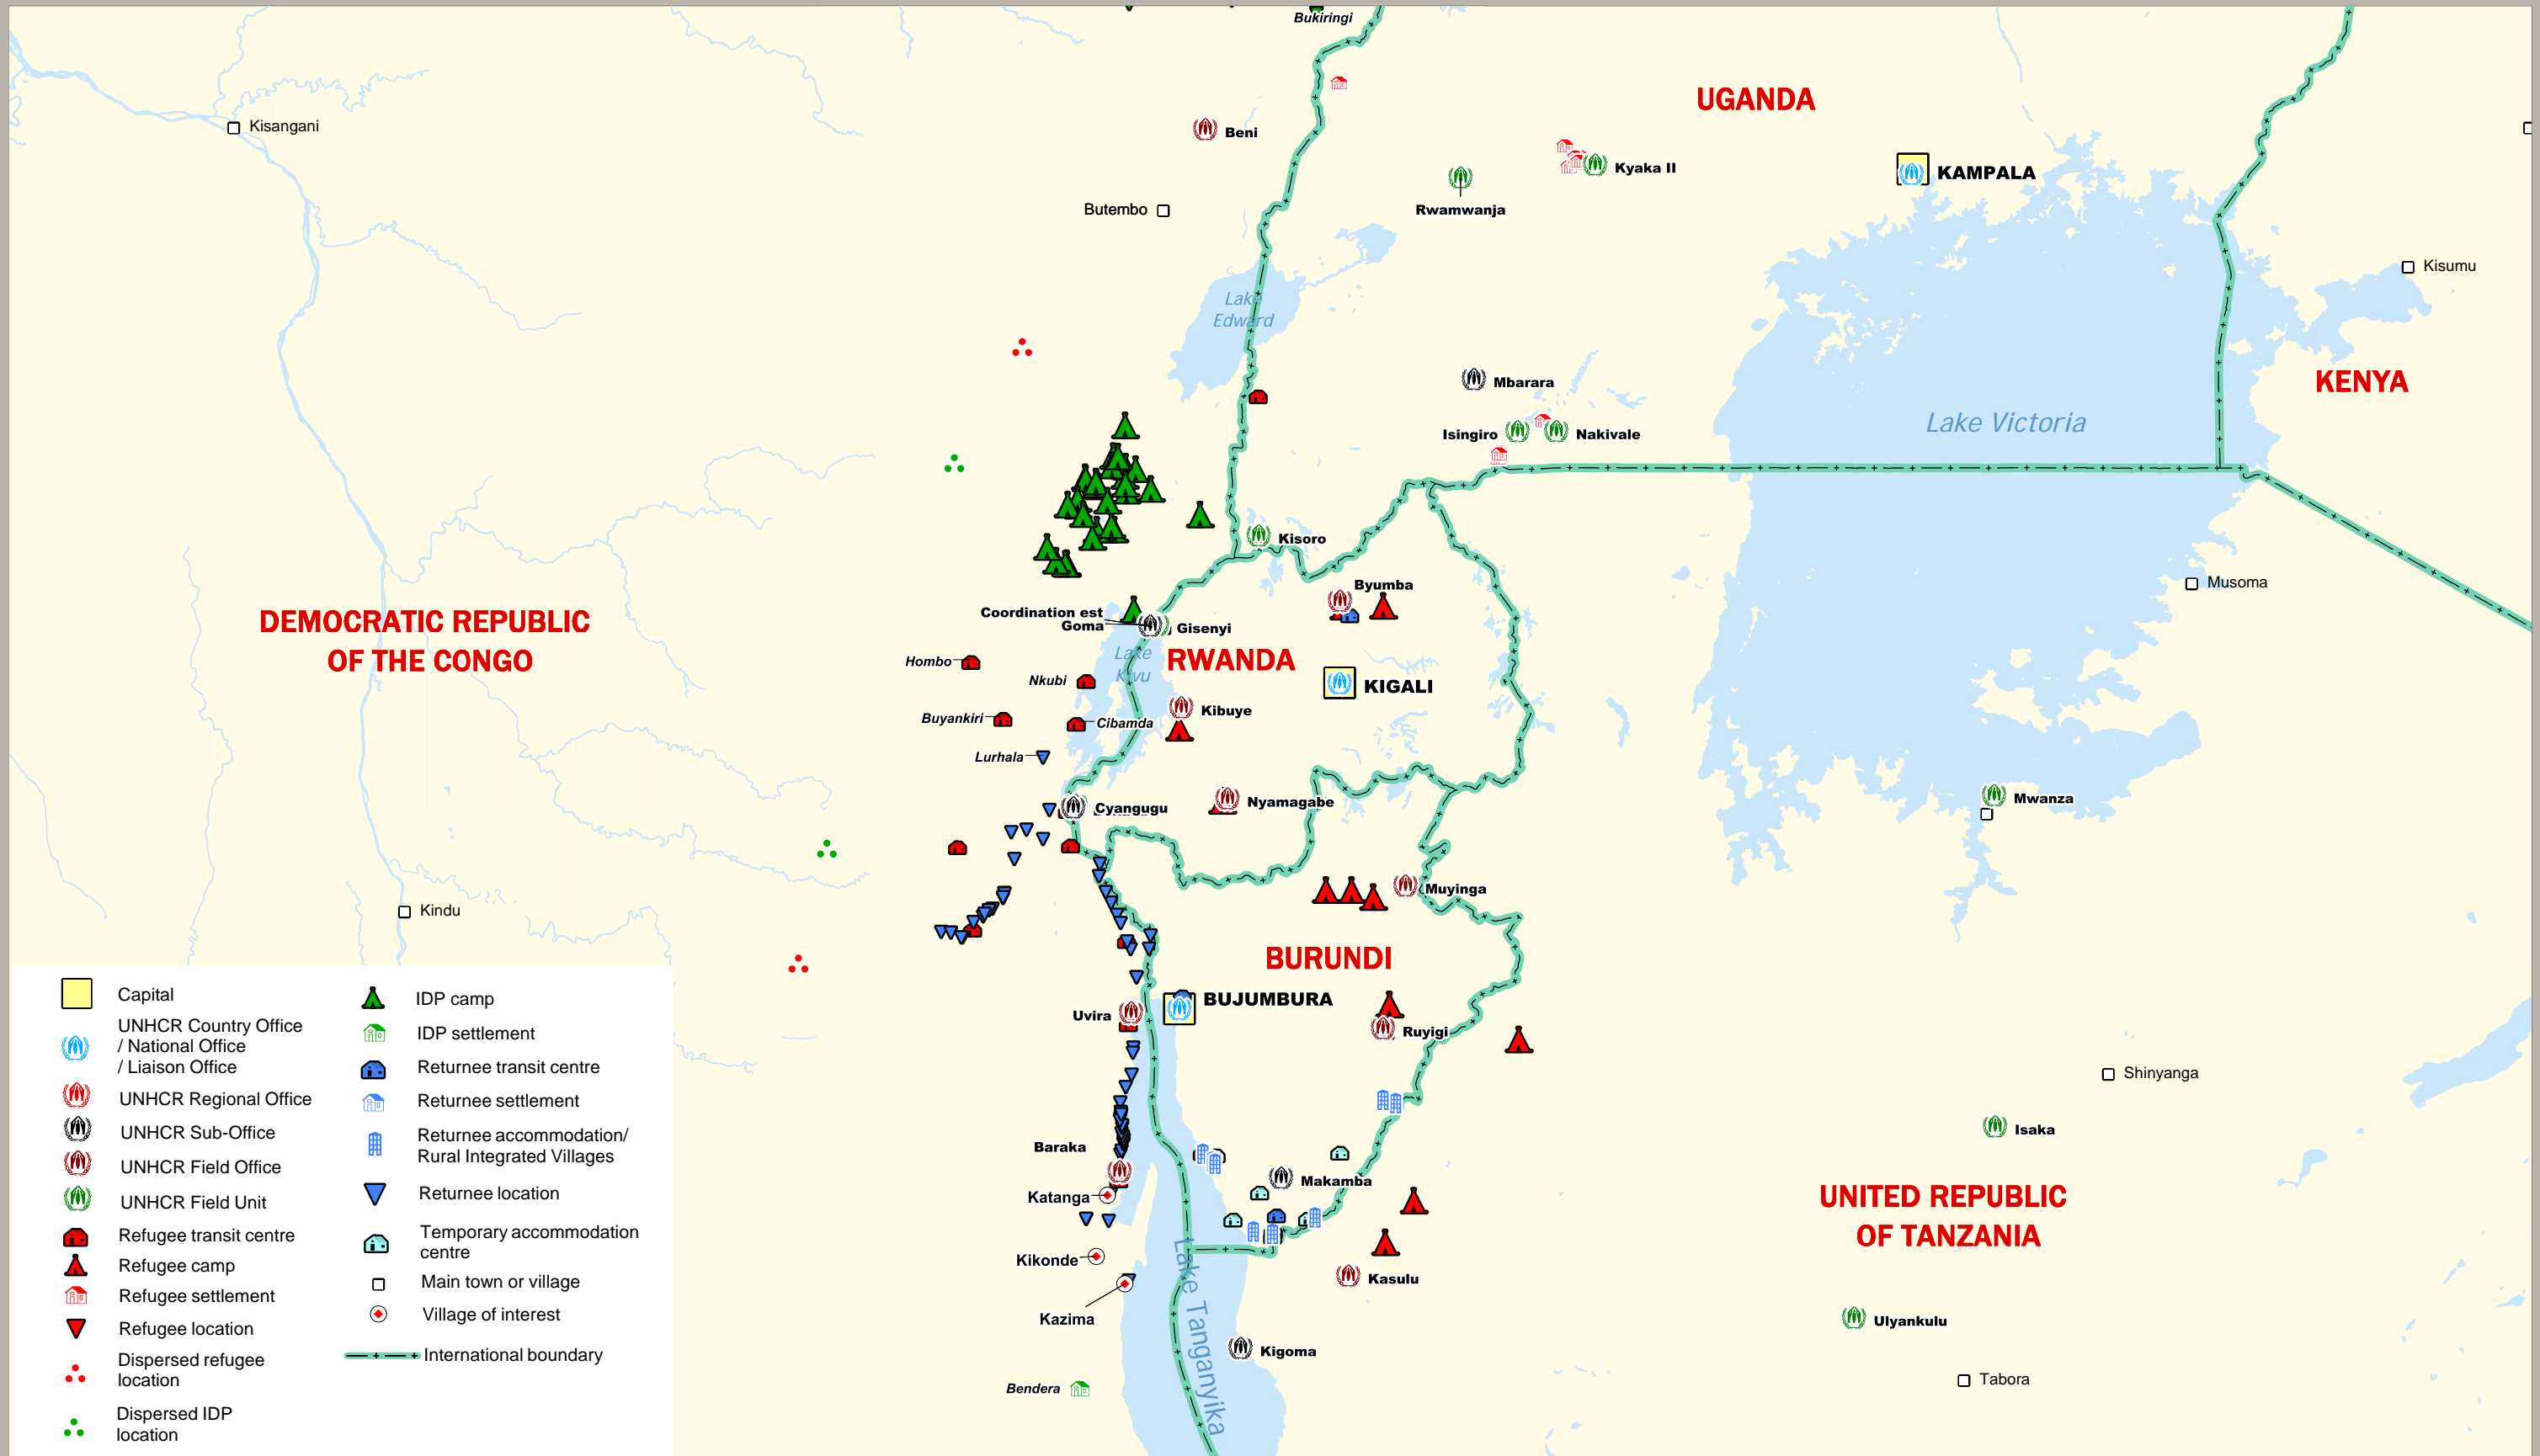 Bukiringi
UGANDA
Kisangani
Beni
Kyaka II
KAMPALA
Butembo
Rwamwanja
Kisumu
Lake
Edward
Mbarara
KENYA
Lake Victoria
Isingiro
Nakivale
Kisoro
Musoma
Byumba
Coordination est
Goma
Gisenyi
DEMOCRATIC REPUBLIC
OF THE CONGO
Lake
Kivu
RWANDA
Hombo
Nkubi
KIGALI
Kibuye
Buyankiri
Cibamda
Lurhala
Mwanza
Nyamagabe
Cyangugu
Muyinga
Kindu
BURUNDI
BUJUMBURA
Uvira
Ruyigi
Shinyanga
Isaka
Baraka
Makamba
Katanga
UNITED REPUBLIC
OF TANZANIA
Kikonde
Kasulu
Kazima
Ulyankulu
Lake Tanganyika
Kigoma
Tabora
Bendera
Capital
UNHCR Country Office
/ National Office
/ Liaison Office
UNHCR Regional Office
UNHCR Sub-Office
UNHCR Field Office
UNHCR Field Unit
Refugee transit centre
Refugee camp
Refugee settlement
Refugee location
Dispersed refugee
location
Dispersed IDP
location
IDP camp
IDP settlement
Returnee transit centre
Returnee settlement
Returnee accommodation/
Rural Integrated Villages
Returnee location
Temporary accommodation
centre
Main town or village
Village of interest
International boundary